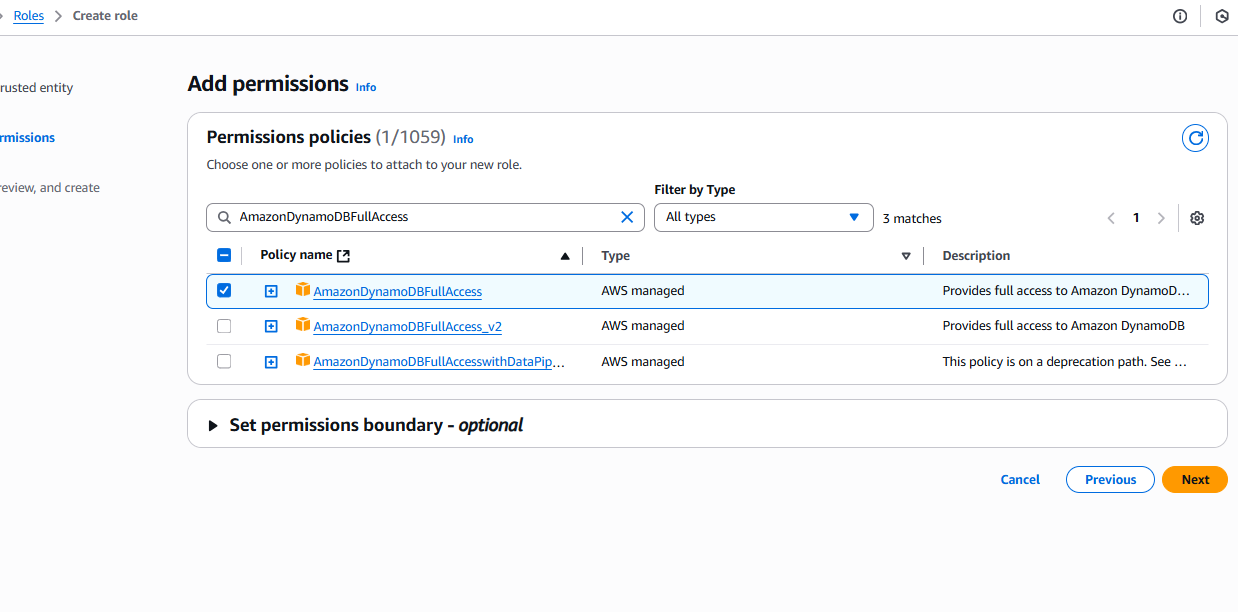 Roles > Create role
rusted entity
rmissions
review, and create
Add permissions Info
Permissions policies (1/1059) Info
Choose one or more policies to attach to your new role.
Filter by Type
AmazonDynamoDBFullAccess
All types
3 matches
1
Policy name
Type
Description
AmazonDynamoDBFullAccess AWS managed Provides full access to Amazon DynamoD...
AmazonDynamoDBFullAccess_v2 AWS managed Provides full access to Amazon DynamoDB
AmazonDynamoDBFullAccesswithDataPip... AWS managed This policy is on a deprecation path. See ...
Set permissions boundary - optional
Cancel Previous Next